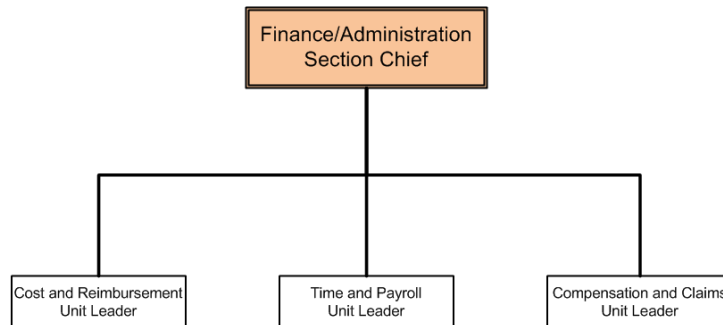 Finance/Administration
Section Chief
Cost and Reimbursement
Unit Leader
Time and Payroll
Unit Leader
Compensation and Claims
Unit Leader